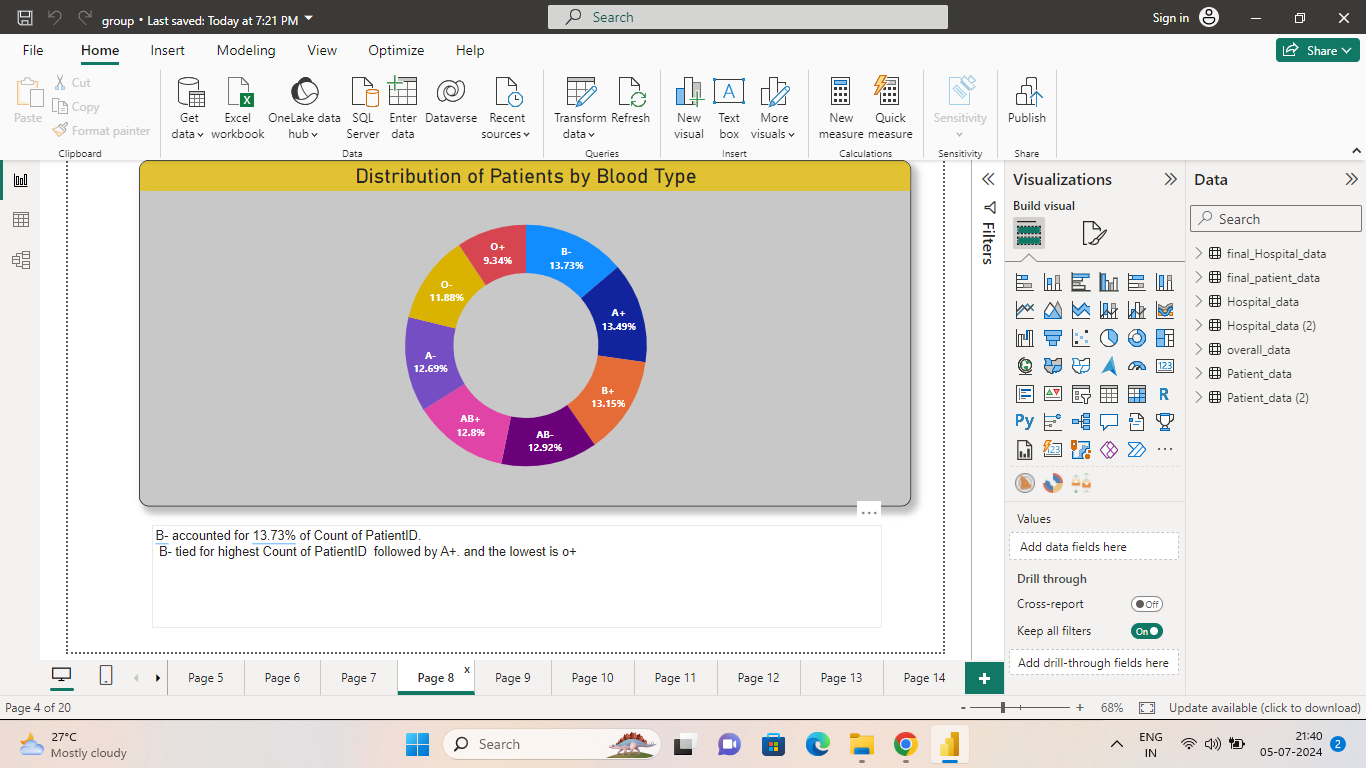 group • Last saved: Today at 7:21 PM
Search
Sign in
File Home Insert Modeling View Optimize Help
Share
Paste
Cut
Copy
Format painter
Clipboard
Get data
Excel workbook
OneLake data hub
SQL Server
Enter data
Dataverse
Recent sources
Data
Transform data
Refresh
Queries
New visual
Text box
More visuals
Insert
New measure
Quick measure
Calculations
Sensitivity
Sensitivity
Publish
Share
Distribution of Patients by Blood Type
B-
13.73%
A+
13.49%
B+
13.15%
AB-
12.92%
AB+
12.8%
A-
12.69%
O-
11.88%
O+
9.34%
B- accounted for 13.73% of Count of PatientID.
B- tied for highest Count of PatientID followed by A+. and the lowest is o+
Filters
Visualizations
Build visual
123
R
Py
123
Values
Add data fields here
Drill through
Cross-report
Off
Keep all filters
On
Add drill-through fields here
Data
Search
final_Hospital_data
final_patient_data
Hospital_data
Hospital_data (2)
overall_data
Patient_data
Patient_data (2)
Page 5 Page 6 Page 7 Page 8 x Page 9 Page 10 Page 11 Page 12 Page 13 Page 14 +
Page 4 of 20
- + 68%
Update available (click to download)
27°C
Mostly cloudy
Search
ENG
IN
21:40
05-07-2024
2